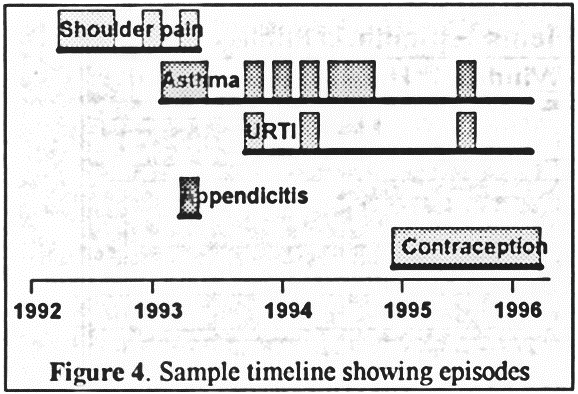 Shoulder pain
Asthma
URTI
Appendicitis
Contraception
1992 1993 1994 1995 1996
Figure 4. Sample timeline showing episodes